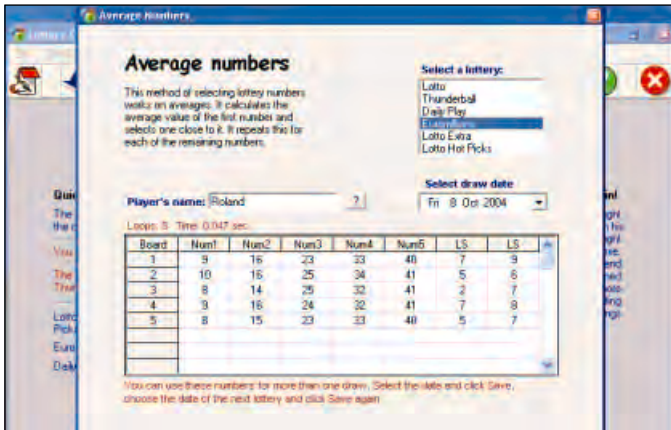 Average Numbers
Average numbers
This method of selecting lottery numbers
works on averages. It calculates the
average value of the first number and
selects one close to it. It repeats this for
each of the remaining numbers.
Select a lottery:
Lotto
Thunderball
Daily Play
Euromillions
Lotto Extra
Lotto Hot Picks
Select draw date
Fri 8 Oct 2004
Player's name: Roland ?
Loops: 5 Time: 0.047 sec.
Board Num1 Num2 Num3 Num4 Num5 LS LS
1 9 16 23 33 40 7 9
2 10 16 25 34 41 5 6
3 8 14 25 32 41 2 7
4 9 16 24 32 41 7 8
5 8 15 23 33 40 5 7
You can use these numbers for more than one draw. Select the date and click Save,
choose the date of the next lottery and click Save again